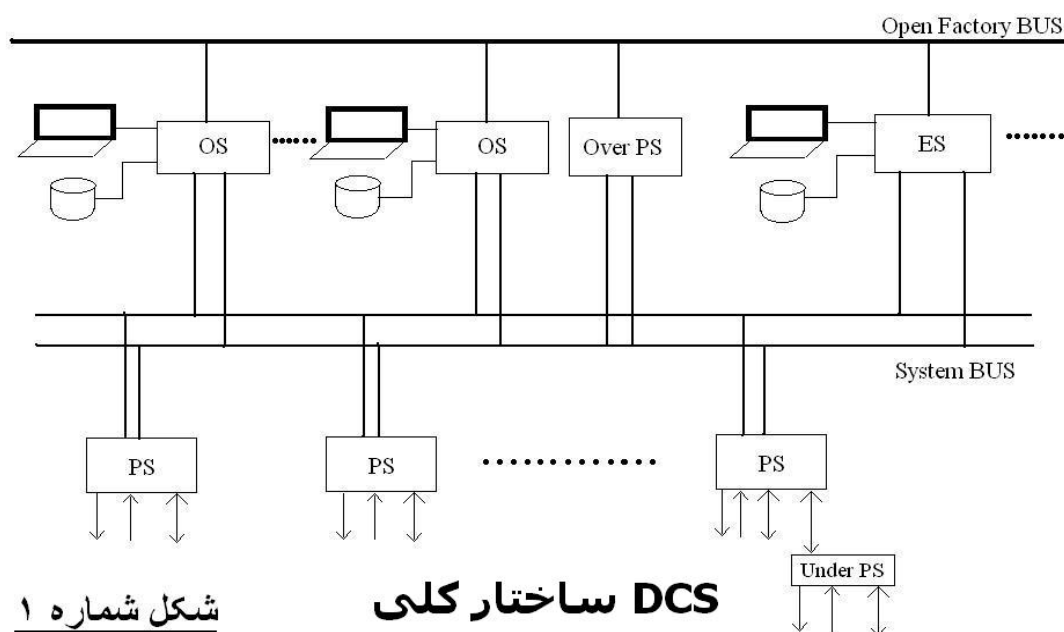 Open Factory BUS
OS
OS
Over PS
ES
System BUS
PS
PS
PS
Under PS
ساختار کلی DCS
شکل شماره ۱